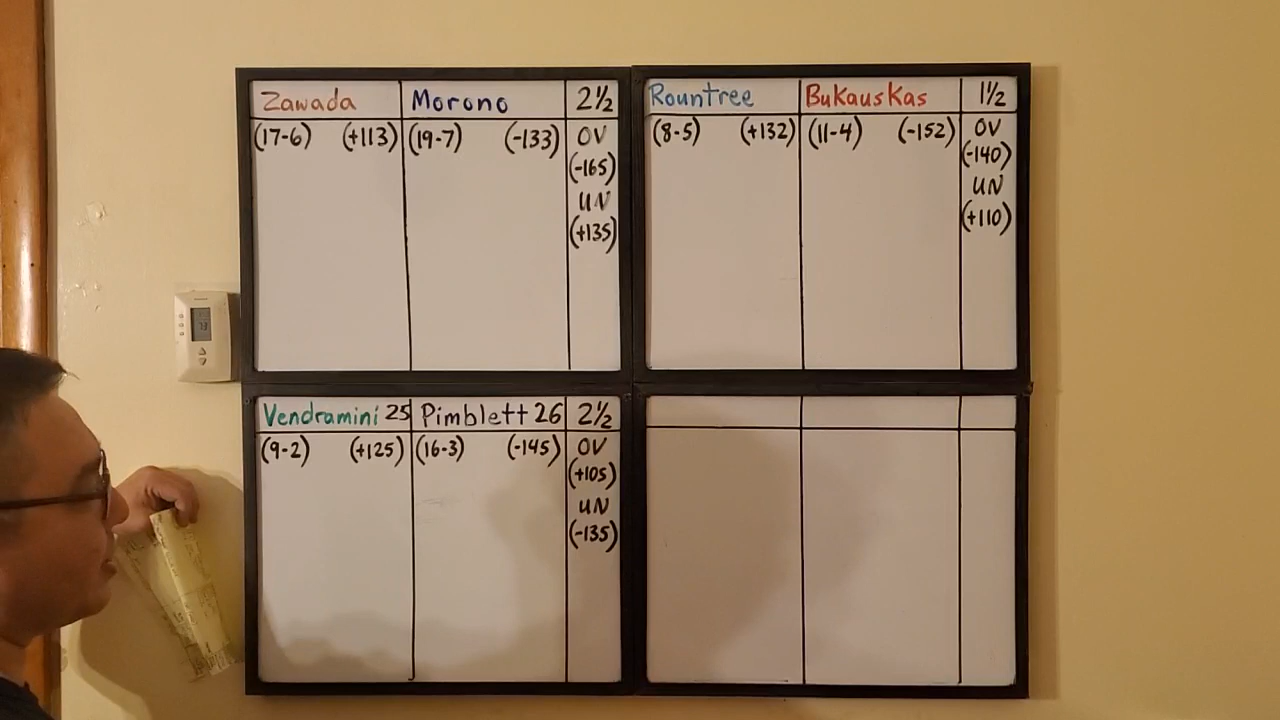 Zawada Morono 2½
(17-6) (+113) (19-7) (-133) OV
(-165)
UN
(+135)
Rountree Bukauskas 1½
(8-5) (+132) (11-4) (-152) OV
(-140)
UN
(+110)
Vendramini 25 Pimblett 26 2½
(9-2) (+125) (16-3) (-145) OV
(+105)
UN
(-135)